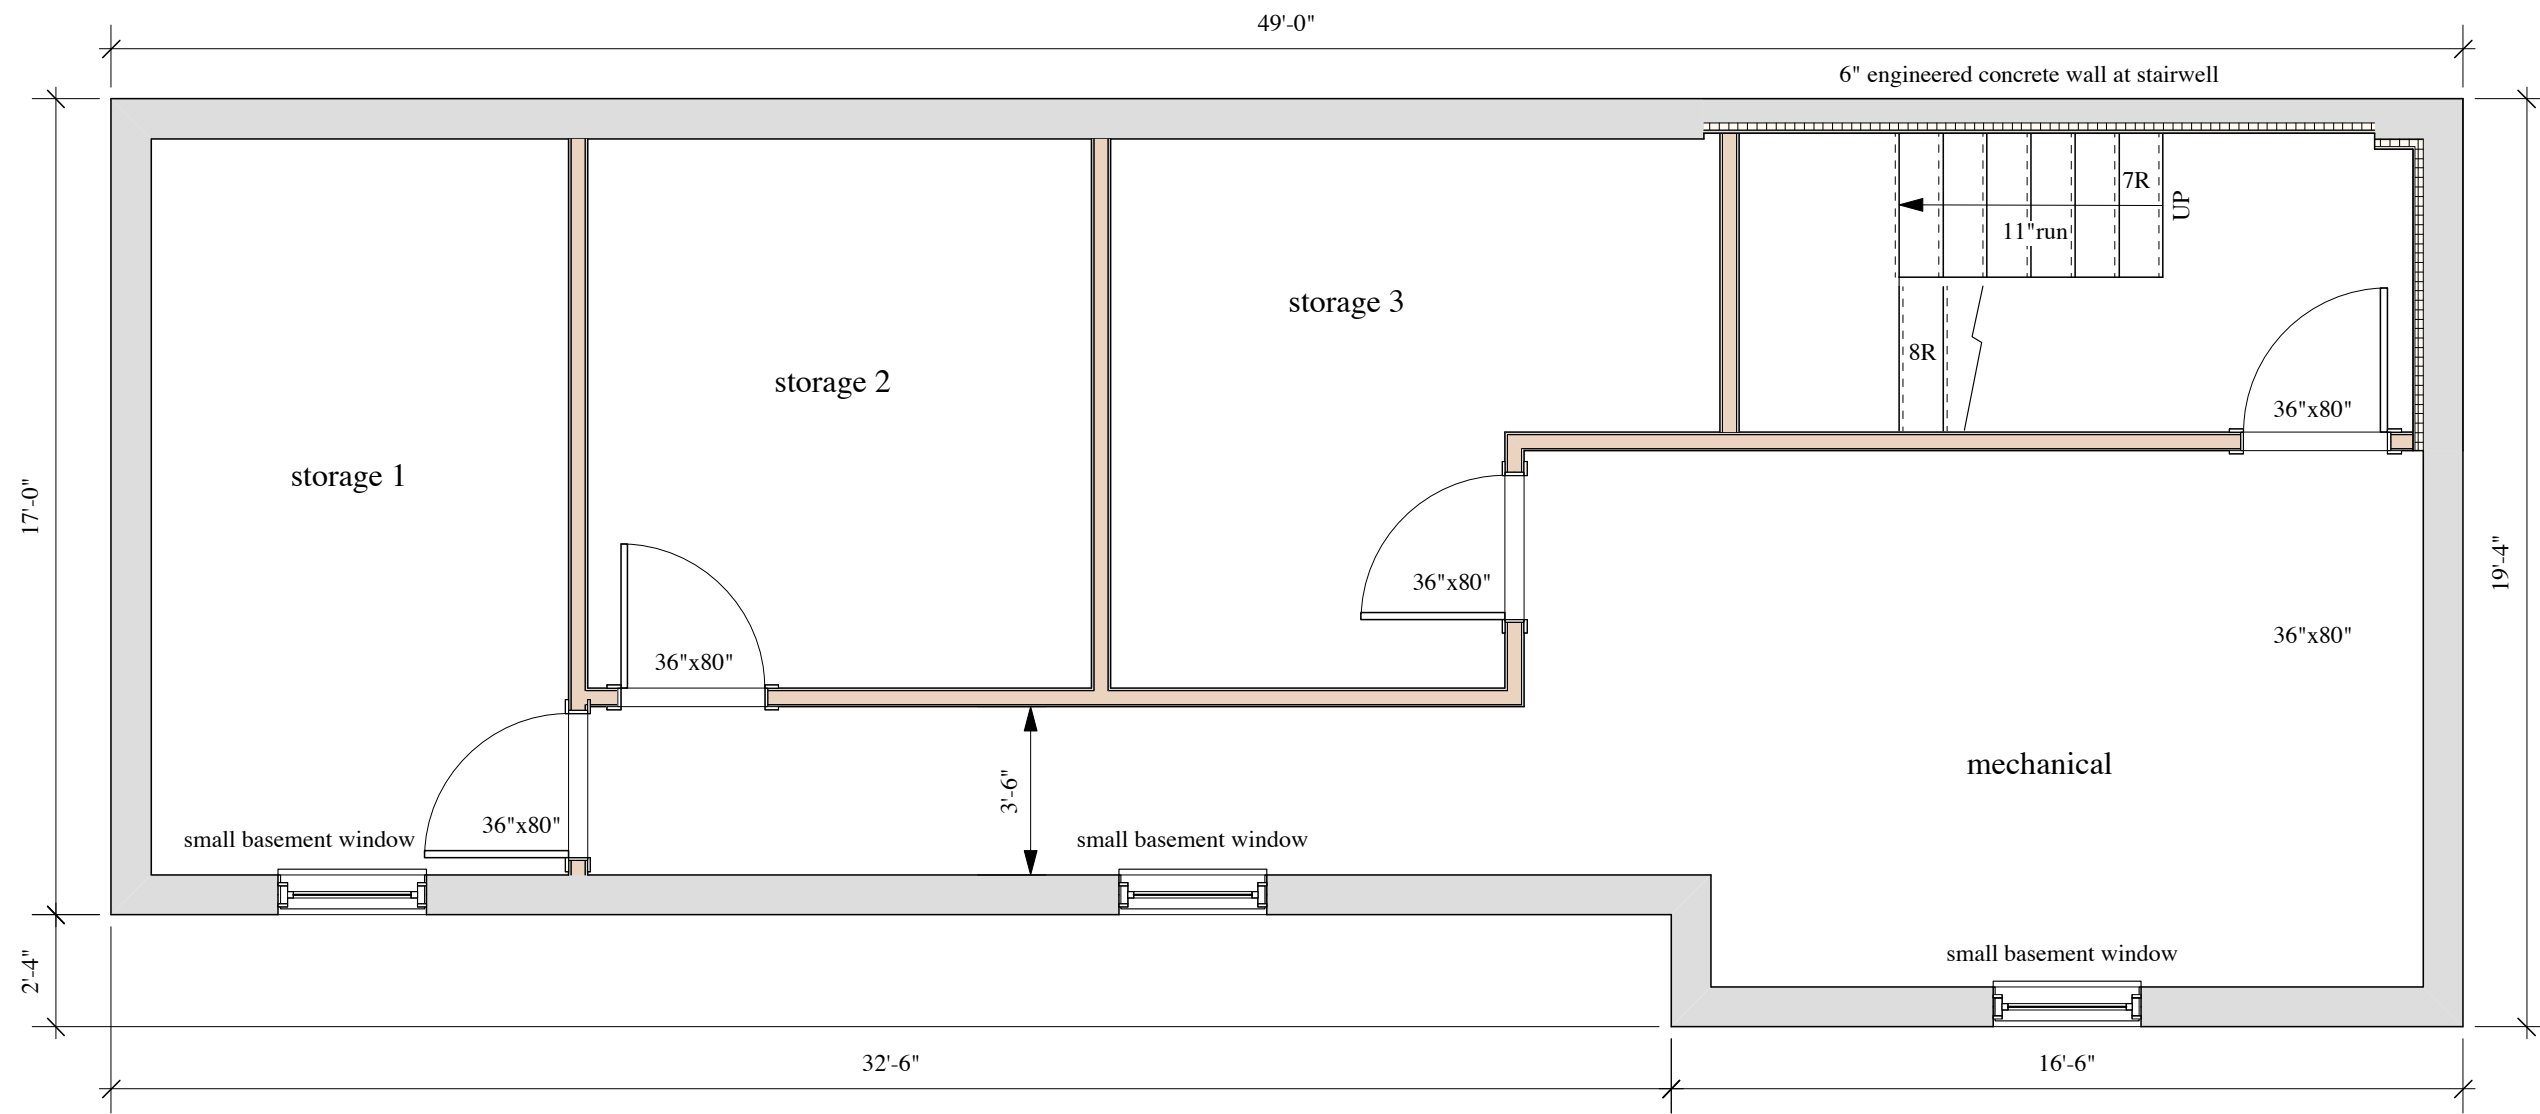 49'-0"
6" engineered concrete wall at stairwell
7R
UP
11"run
storage 3
8R
storage 2
36"x80"
storage 1
17'-0"
19'-4"
36"x80"
36"x80"
36"x80"
mechanical
3'-6"
36"x80"
small basement window
small basement window
small basement window
2'-4"
32'-6"
16'-6"